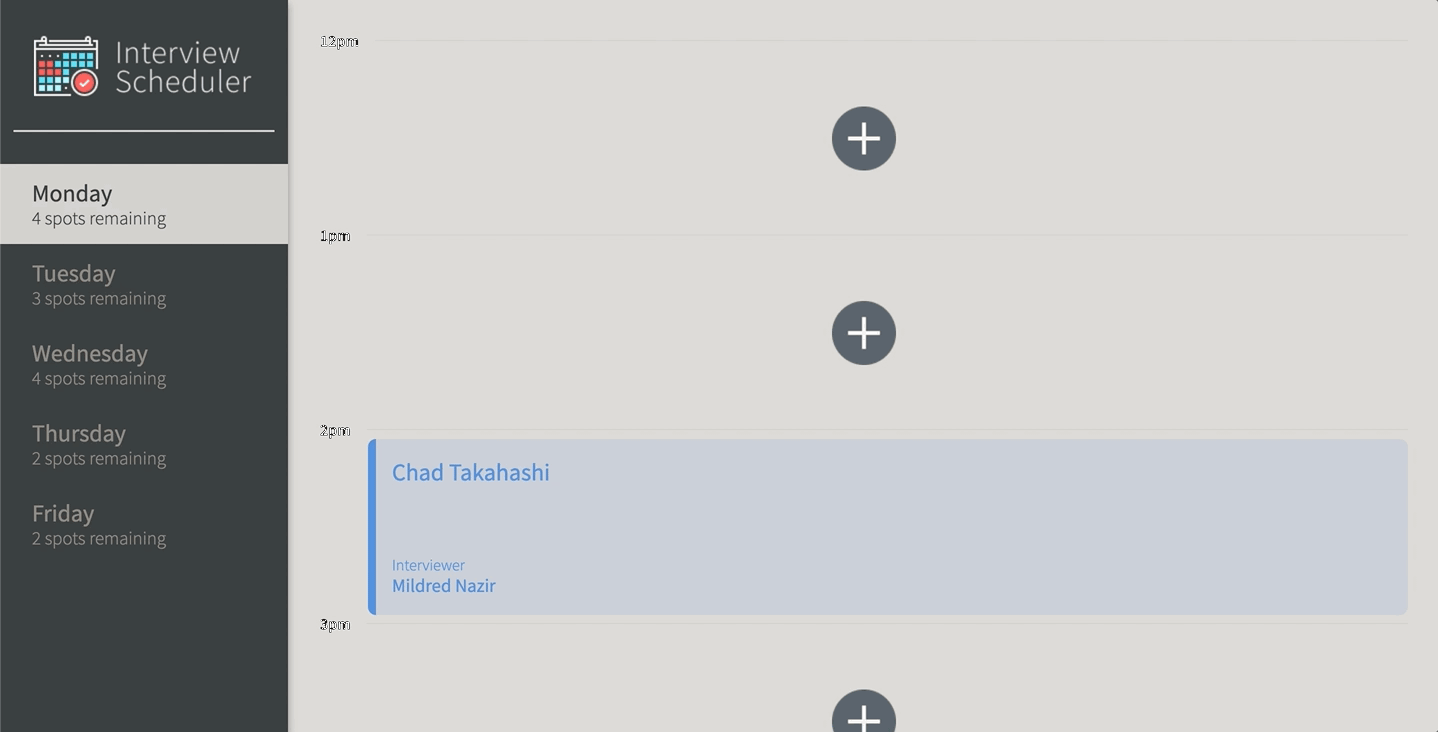 Interview
Scheduler
Monday
4 spots remaining
Tuesday
3 spots remaining
Wednesday
4 spots remaining
Thursday
2 spots remaining
Friday
2 spots remaining
12pm
1pm
2pm
Chad Takahashi
Interviewer
Mildred Nazir
3pm